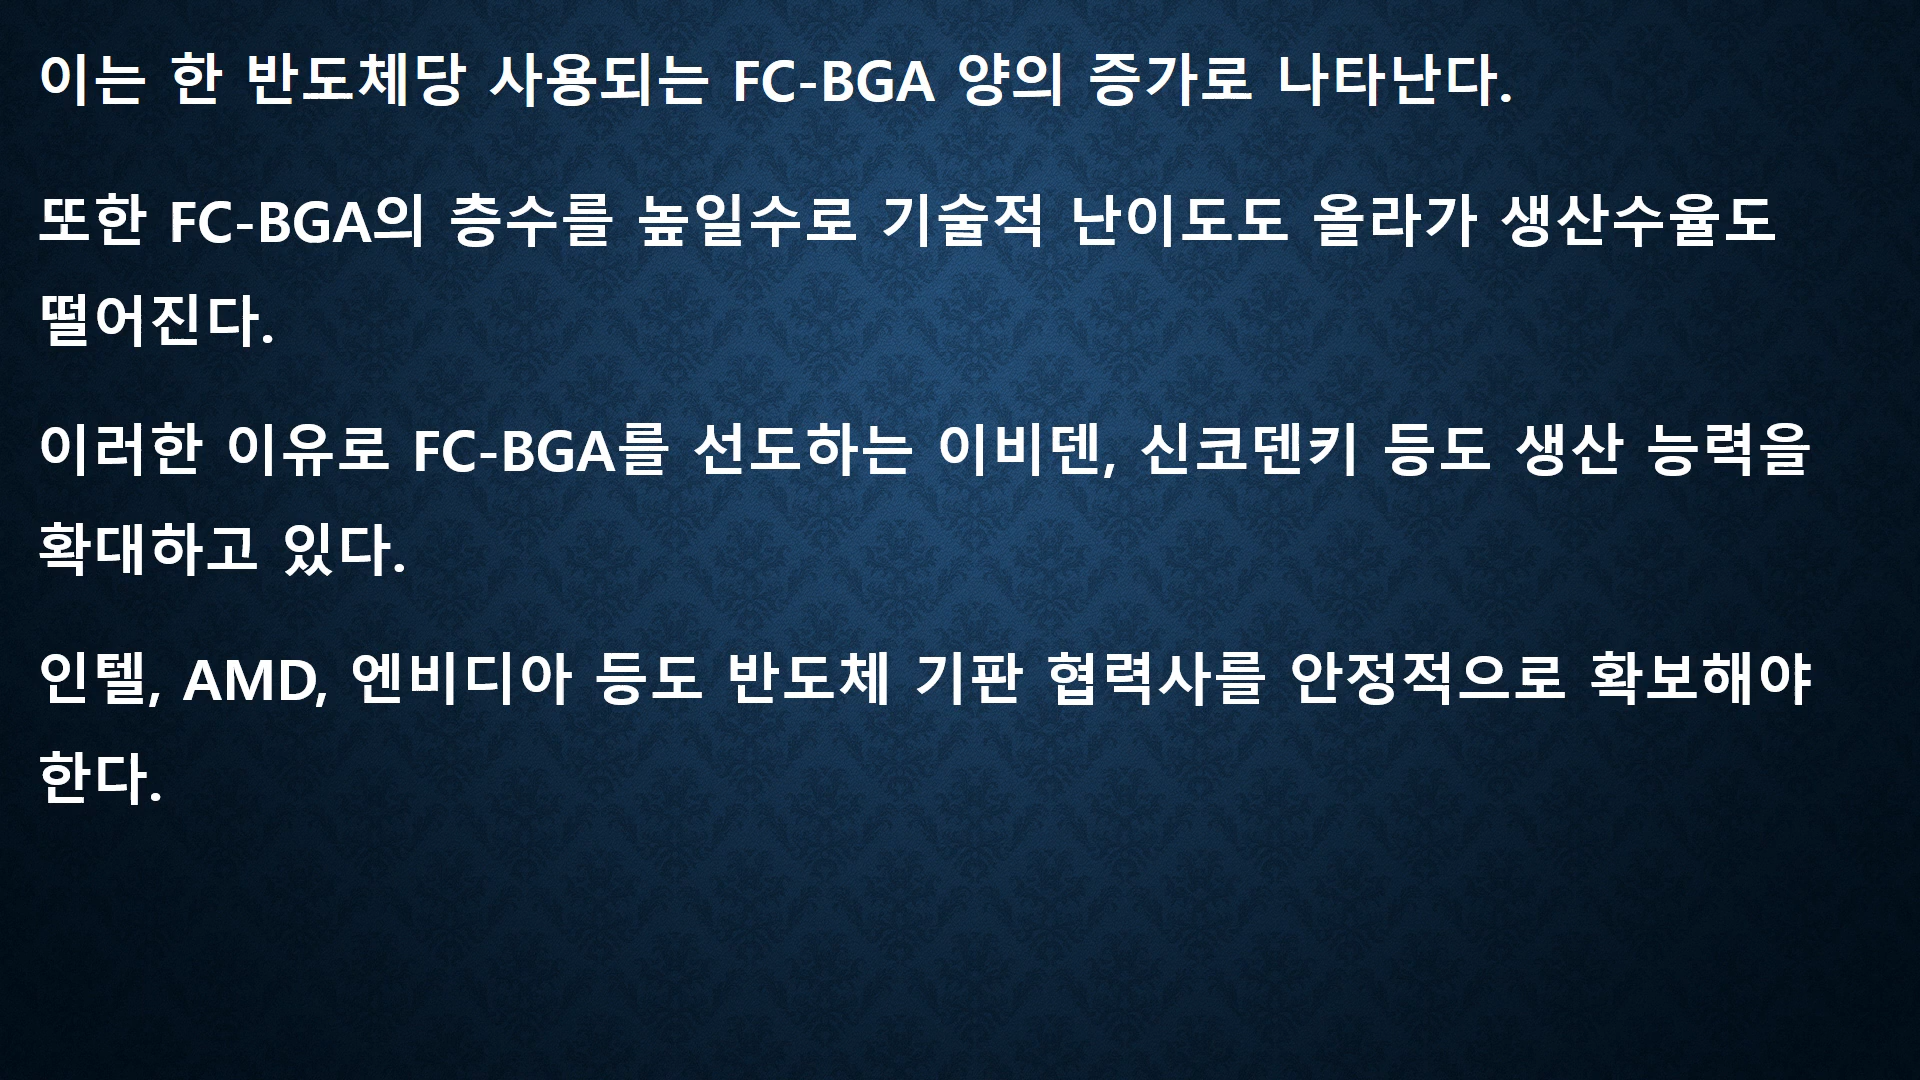 이는 한 반도체당 사용되는 FC-BGA 양의 증가로 나타난다.
또한 FC-BGA의 층수를 높일수로 기술적 난이도도 올라가 생산수율도
떨어진다.
이러한 이유로 FC-BGA를 선도하는 이비덴, 신코덴키 등도 생산 능력을
확대하고 있다.
인텔, AMD, 엔비디아 등도 반도체 기판 협력사를 안정적으로 확보해야
한다.